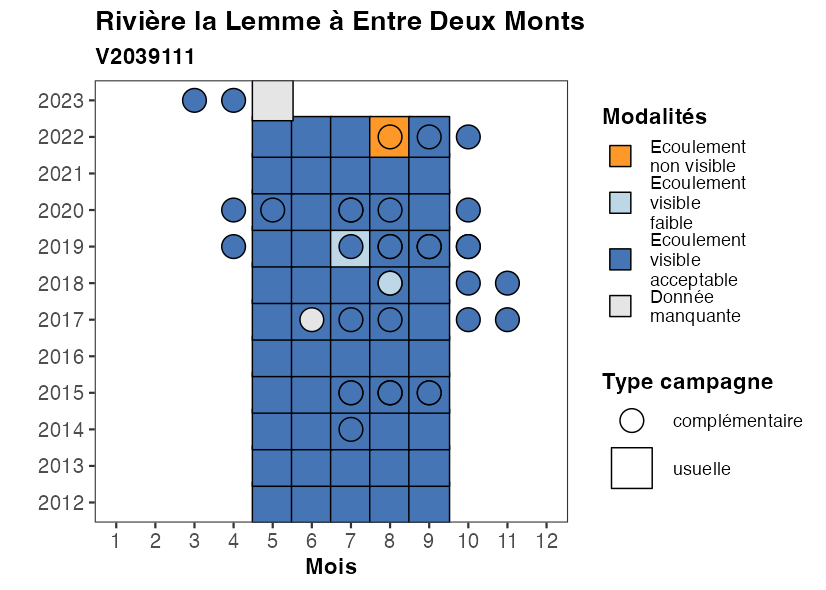 Rivière la Lemme à Entre Deux Monts
V2039111
2023
2022
2021
2020
2019
2018
2017
2016
2015
2014
2013
2012
1 2 3 4 5 6 7 8 9 10 11 12
Mois
Modalités
Ecoulement
non visible
Ecoulement
visible
faible
Ecoulement
visible
acceptable
Donnée
manquante
Type campagne
complémentaire
usuelle